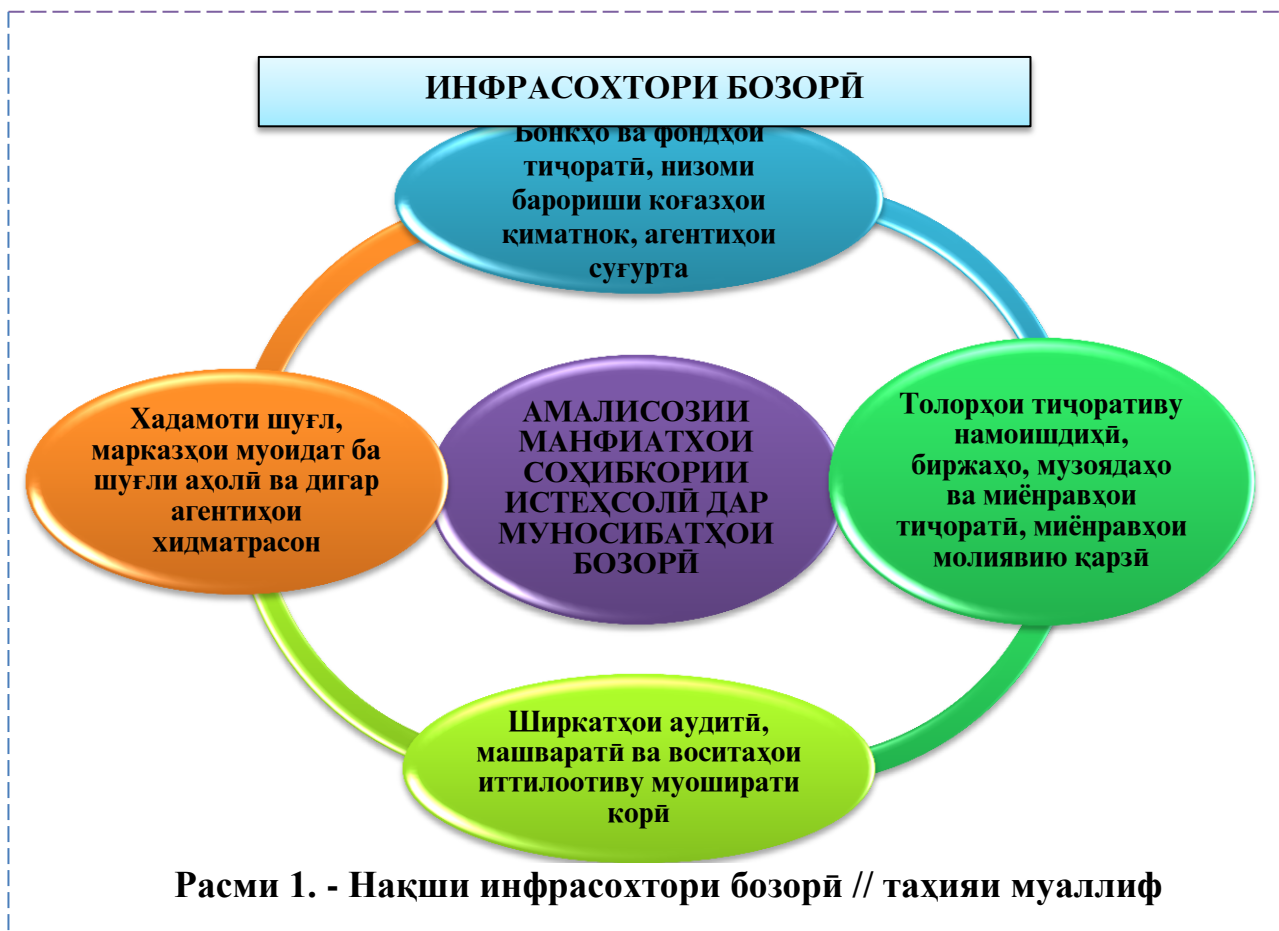 ИНФРАСОХТОРИ БОЗОРӢ
Бонкҳо ва фондҳои
тиҷоратӣ, низоми
барориши коғазҳои
қиматнок, агентиҳои
суғурта
Хадамоти шуғл,
марказҳои муоидат ба
шуғли аҳолӣ ва дигар
агентиҳои
хидматрасон
АМАЛИСОЗИИ
МАНФИАТҲОИ
СОҲИБКОРИИ
ИСТЕҲСОЛӢ ДАР
МУНОСИБАТҲОИ
БОЗОРӢ
Толорҳои тиҷоративу
намоишдиҳӣ,
биржаҳо, музоядаҳо
ва миёнравҳои
тиҷоратӣ, миёнравҳои
молиявию қарзӣ
Ширкатҳои аудитӣ,
машваратӣ ва воситаҳои
иттилоотиву муоширати
корӣ
Расми 1. - Нақши инфрасохтори бозорӣ // таҳияи муаллиф